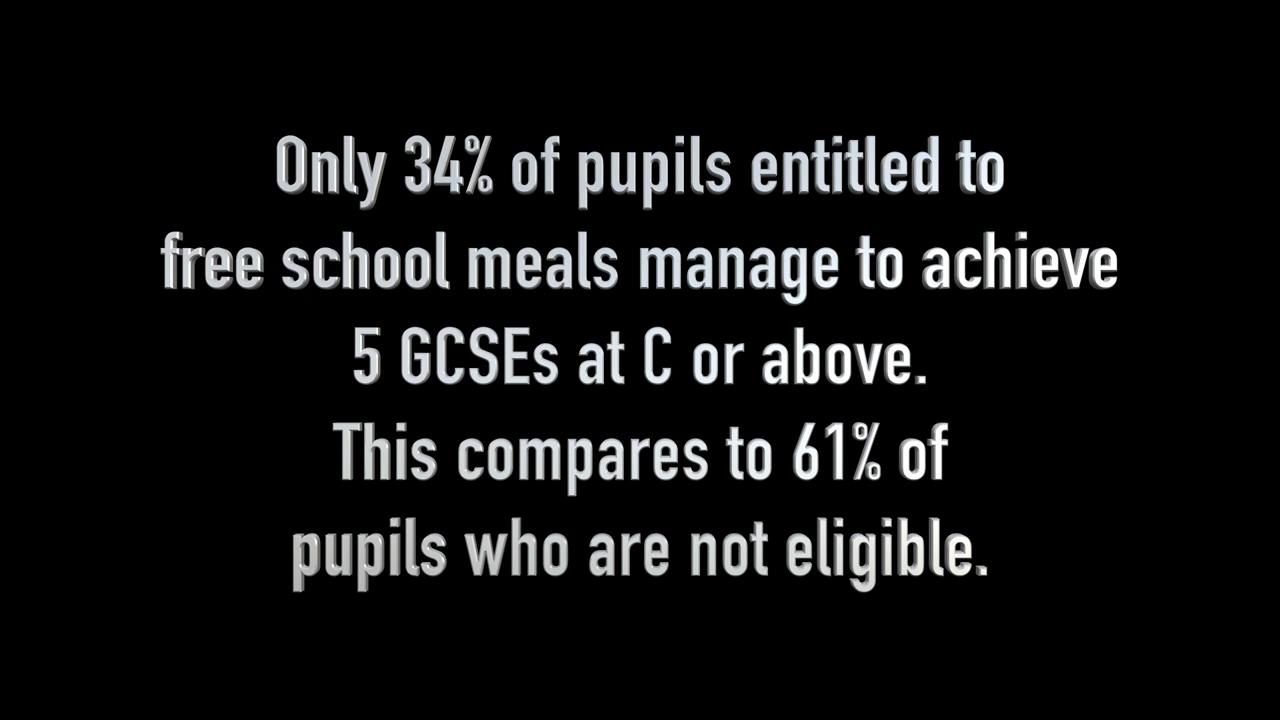 Only 34% of pupils entitled to
free school meals manage to achieve
5 GCSEs at C or above.
This compares to 61% of
pupils who are not eligible.